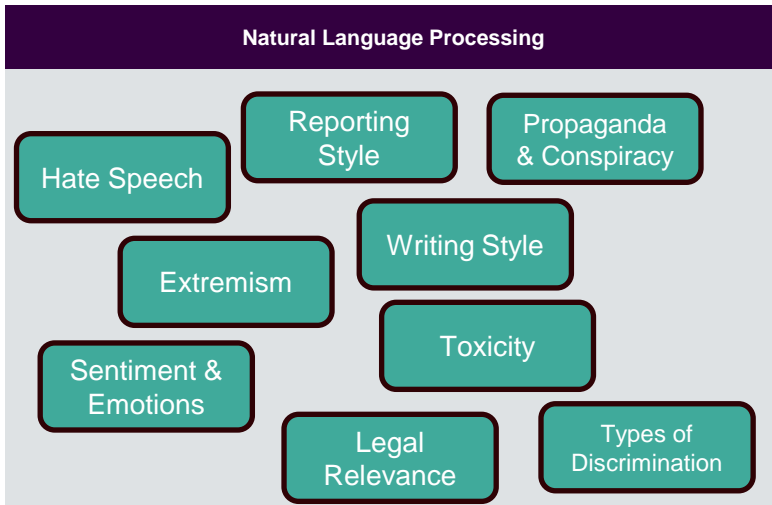 Natural Language Processing
Reporting
Style
Propaganda
& Conspiracy
Hate Speech
Writing Style
Extremism
Toxicity
Sentiment &
Emotions
Legal
Relevance
Types of
Discrimination